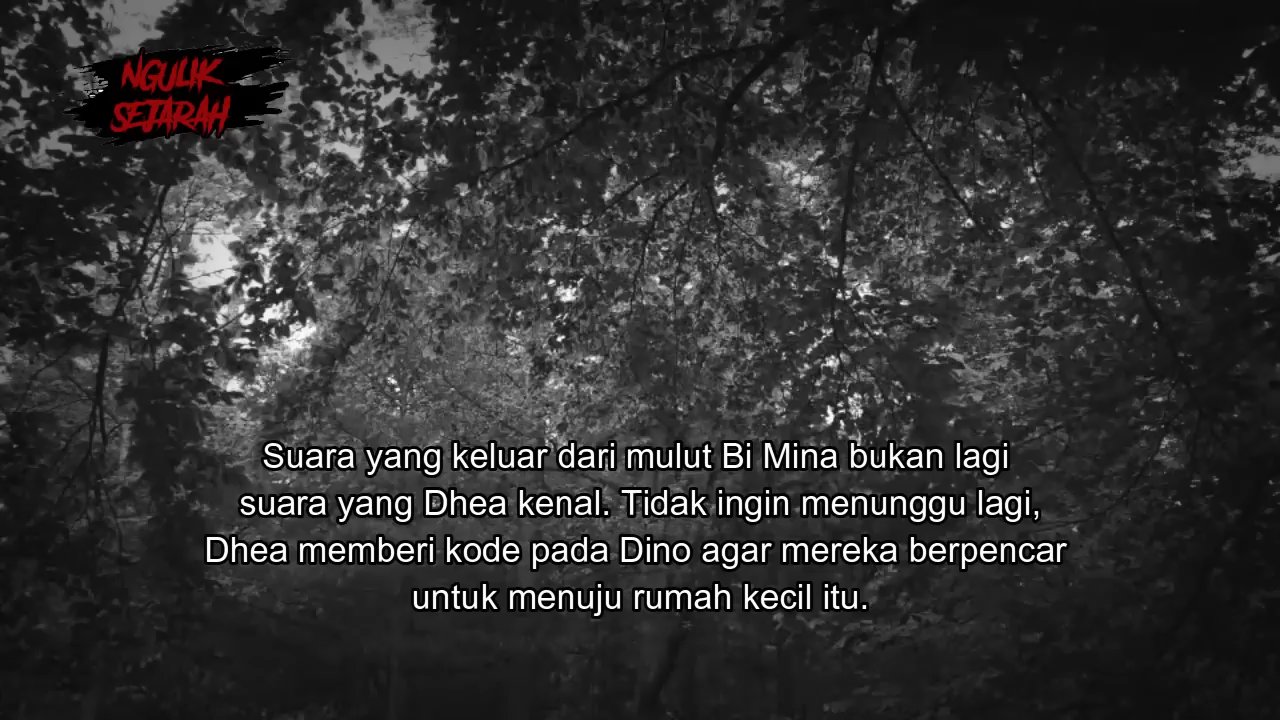 NGULIK
SEJARAH
Suara yang keluar dari mulut Bi Mina bukan lagi
suara yang Dhea kenal. Tidak ingin menunggu lagi,
Dhea memberi kode pada Dino agar mereka berpencar
untuk menuju rumah kecil itu.